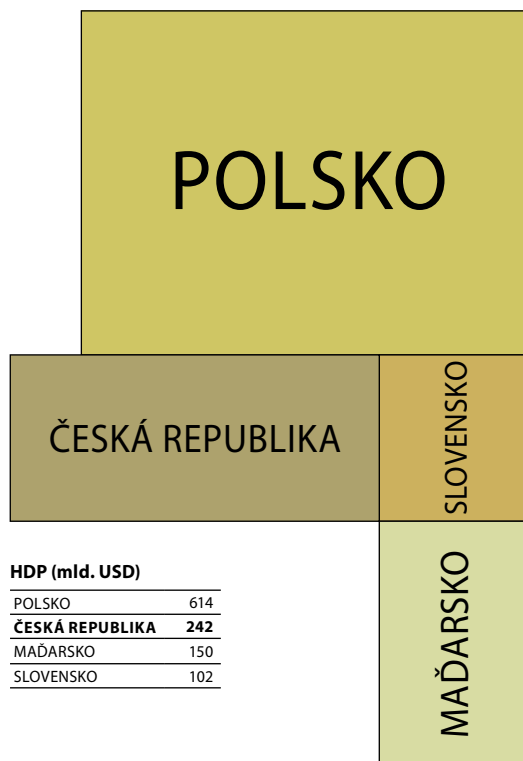 POLSKO
ČESKÁ REPUBLIKA
SLOVENSKO
MAĎARSKO
HDP (mld. USD)
POLSKO 614
ČESKÁ REPUBLIKA 242
MAĎARSKO 150
SLOVENSKO 102